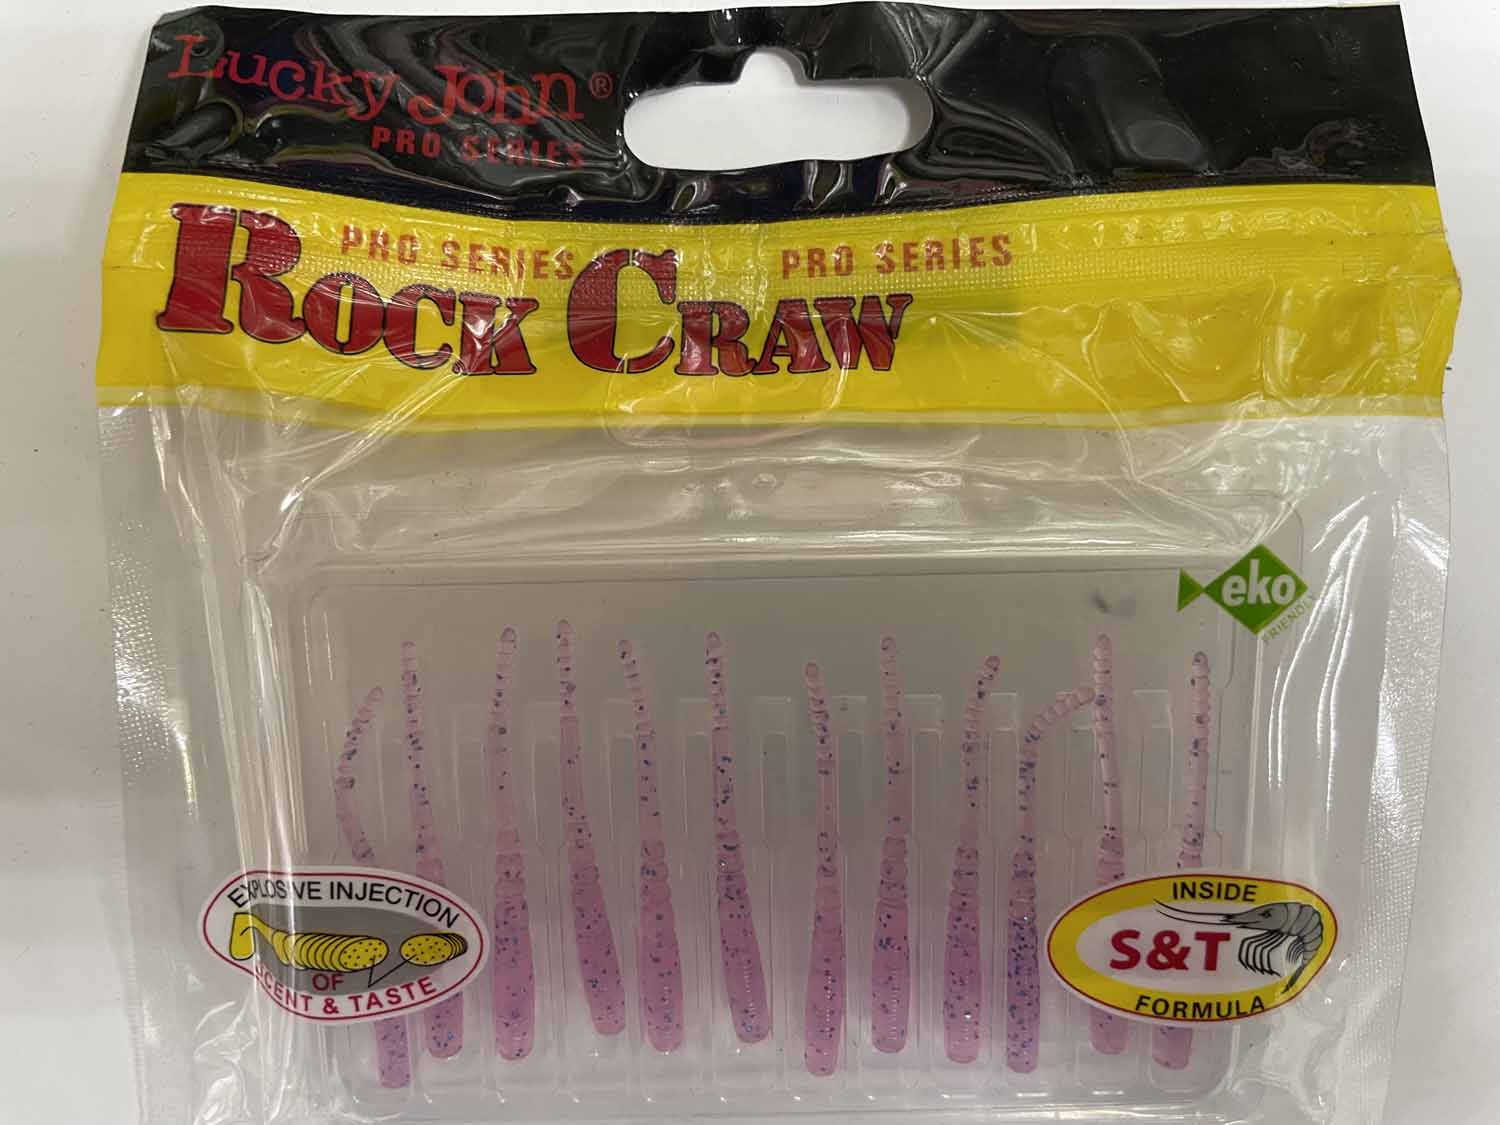 Lucky John®
PRO SERIES
PRO SERIES PRO SERIES
ROCK CRAW
eko
FRIENDLY
EXPLOSIVE INJECTION
OF
SCENT & TASTE
INSIDE
S&T
FORMULA